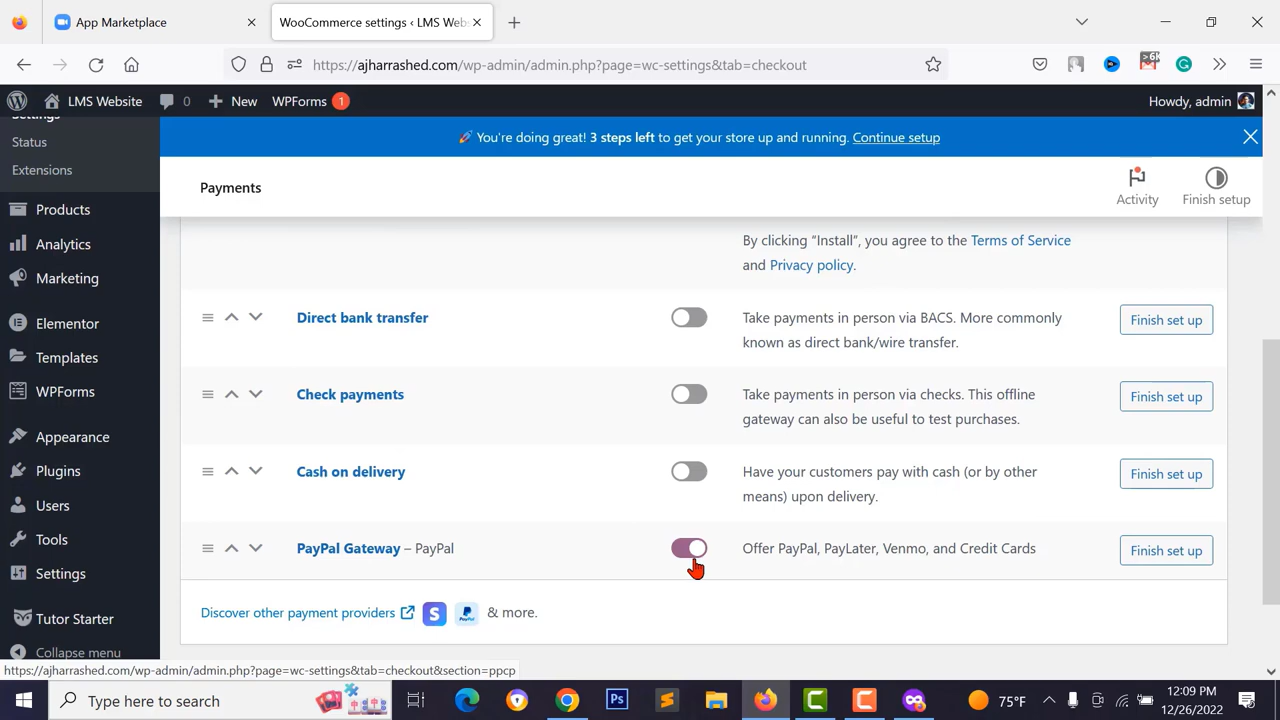 App Marketplace
WooCommerce settings ‹ LMS Web
https://ajharrashed.com/wp-admin/admin.php?page=wc-settings&tab=checkout
>6K
LMS Website
0
New
WPForms 1
Howdy, admin
Settings
Status
Extensions
Products
Analytics
Marketing
Elementor
Templates
WPForms
Appearance
Plugins
Users
Tools
Settings
Tutor Starter
Collapse menu
🚀 You're doing great! 3 steps left to get your store up and running. Continue setup
Payments
Activity
Finish setup
By clicking “Install”, you agree to the Terms of Service
and Privacy policy.
Direct bank transfer
Take payments in person via BACS. More commonly
known as direct bank/wire transfer.
Finish set up
Check payments
Take payments in person via checks. This offline
gateway can also be useful to test purchases.
Finish set up
Cash on delivery
Have your customers pay with cash (or by other
means) upon delivery.
Finish set up
PayPal Gateway – PayPal
Offer PayPal, PayLater, Venmo, and Credit Cards
Finish set up
Discover other payment providers
S
PayPal
& more.
https://ajharrashed.com/wp-admin/admin.php?page=wc-settings&tab=checkout&section=ppcp
Type here to search
Ps
75°F
12:09 PM
12/26/2022